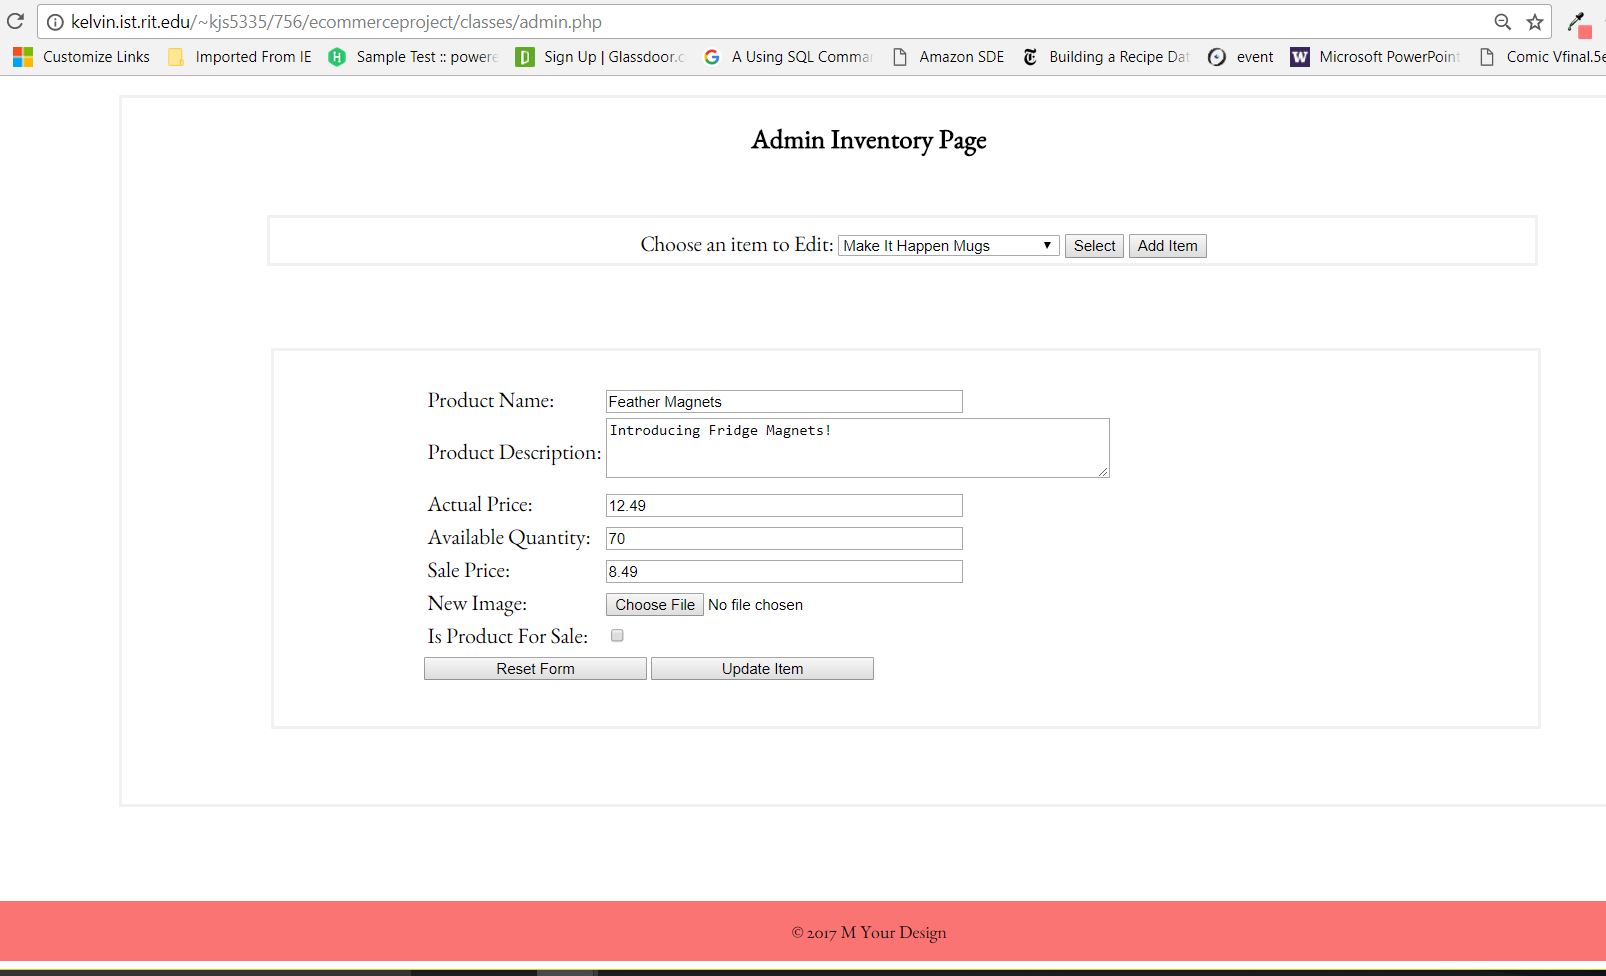 kelvin.ist.rit.edu/~kjs5335/756/ecommerceproject/classes/admin.php
Customize Links Imported From IE Sample Test :: powere Sign Up | Glassdoor.c A Using SQL Comman Amazon SDE Building a Recipe Dat event Microsoft PowerPoint Comic Vfinal.5e
Admin Inventory Page
Choose an item to Edit: Make It Happen Mugs Select Add Item
Product Name: Feather Magnets
Product Description: Introducing Fridge Magnets!
Actual Price: 12.49
Available Quantity: 70
Sale Price: 8.49
New Image: Choose File No file chosen
Is Product For Sale:
Reset Form Update Item
© 2017 M Your Design